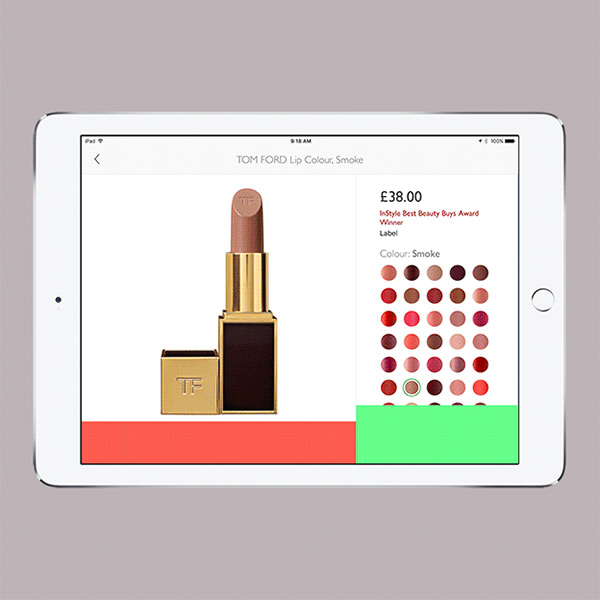 iPad
9:18 AM
100%
TOM FORD Lip Colour, Smoke
TF
TF
£38.00
InStyle Best Beauty Buys Award
Winner
Label
Colour: Smoke